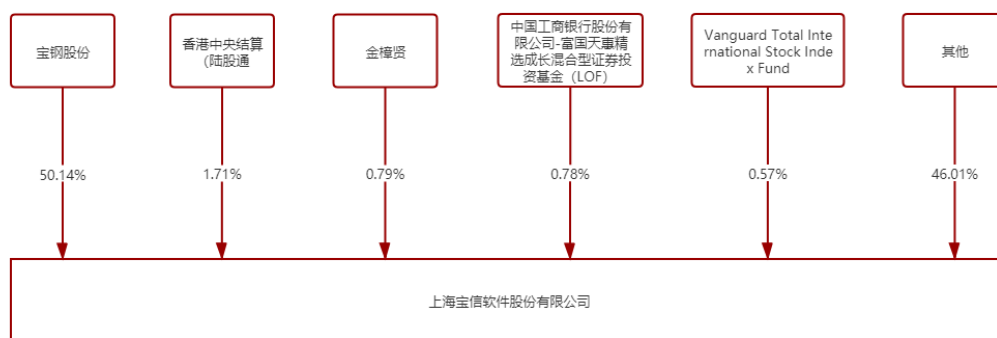 宝钢股份
香港中央结算
（陆股通
金樟贤
中国工商银行股份有
限公司-富国天惠精
选成长混合型证券投
资基金（LOF）
Vanguard Total Inte
rnational Stock Inde
x Fund
其他
50.14%
1.71%
0.79%
0.78%
0.57%
46.01%
上海宝信软件股份有限公司